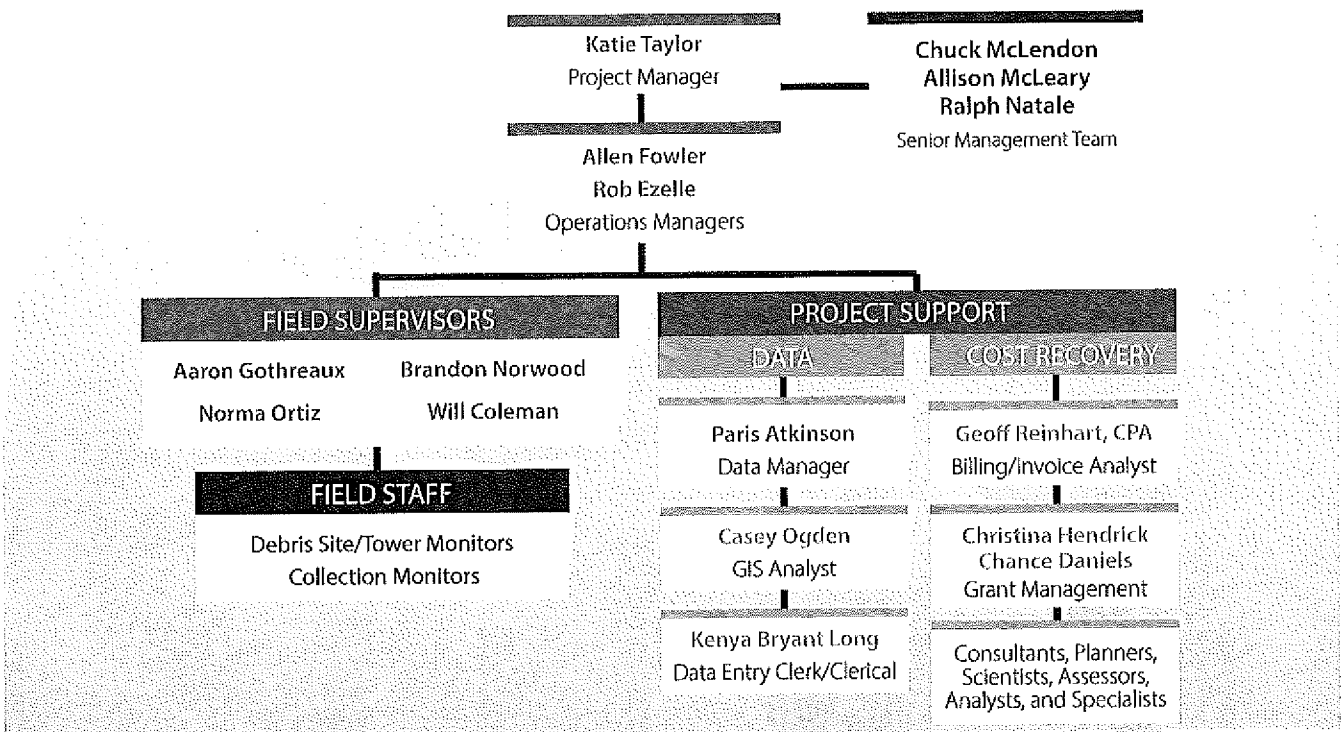 Katie Taylor
Project Manager
Chuck McLendon
Allison McLeary
Ralph Natale
Senior Management Team
Allen Fowler
Rob Ezelle
Operations Managers
FIELD SUPERVISORS
Aaron Gothreaux
Brandon Norwood
Norma Ortiz
Will Coleman
FIELD STAFF
Debris Site/Tower Monitors
Collection Monitors
PROJECT SUPPORT
DATA
Paris Atkinson
Data Manager
Casey Ogden
GIS Analyst
Kenya Bryant Long
Data Entry Clerk/Clerical
COST RECOVERY
Geoff Reinhart, CPA
Billing/Invoice Analyst
Christina Hendrick
Chance Daniels
Grant Management
Consultants, Planners,
Scientists, Assessors,
Analysts, and Specialists